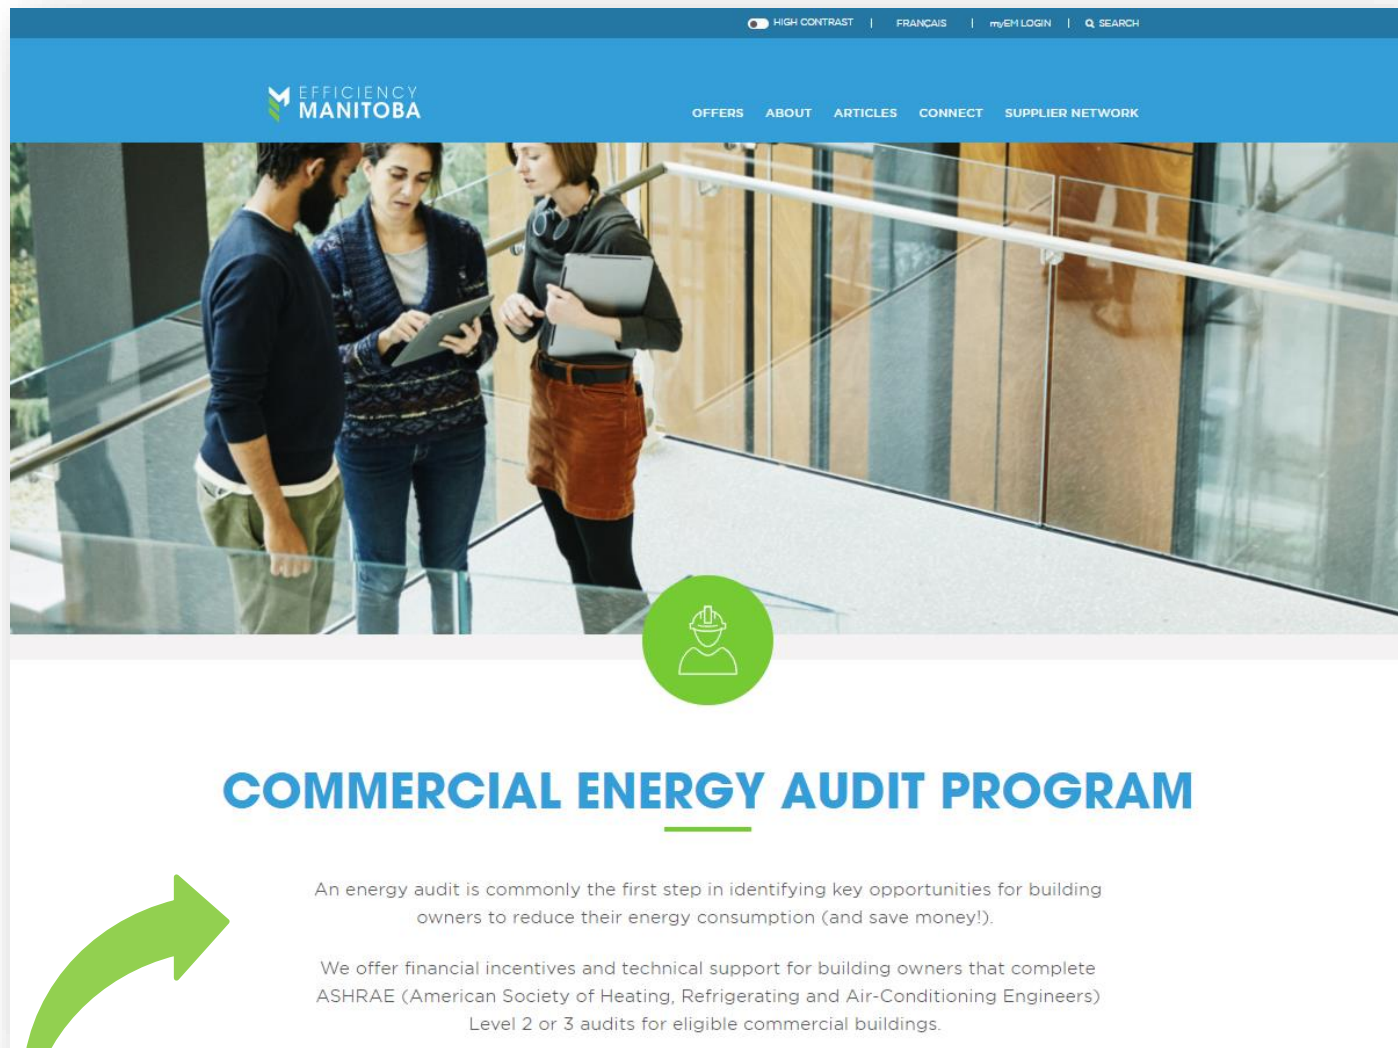 HIGH CONTRAST | FRANÇAIS | myEM LOGIN | SEARCH
EFFICIENCY
MANITOBA
OFFERS ABOUT ARTICLES CONNECT SUPPLIER NETWORK
COMMERCIAL ENERGY AUDIT PROGRAM
An energy audit is commonly the first step in identifying key opportunities for building
owners to reduce their energy consumption (and save money!).
We offer financial incentives and technical support for building owners that complete
ASHRAE (American Society of Heating, Refrigerating and Air-Conditioning Engineers)
Level 2 or 3 audits for eligible commercial buildings.